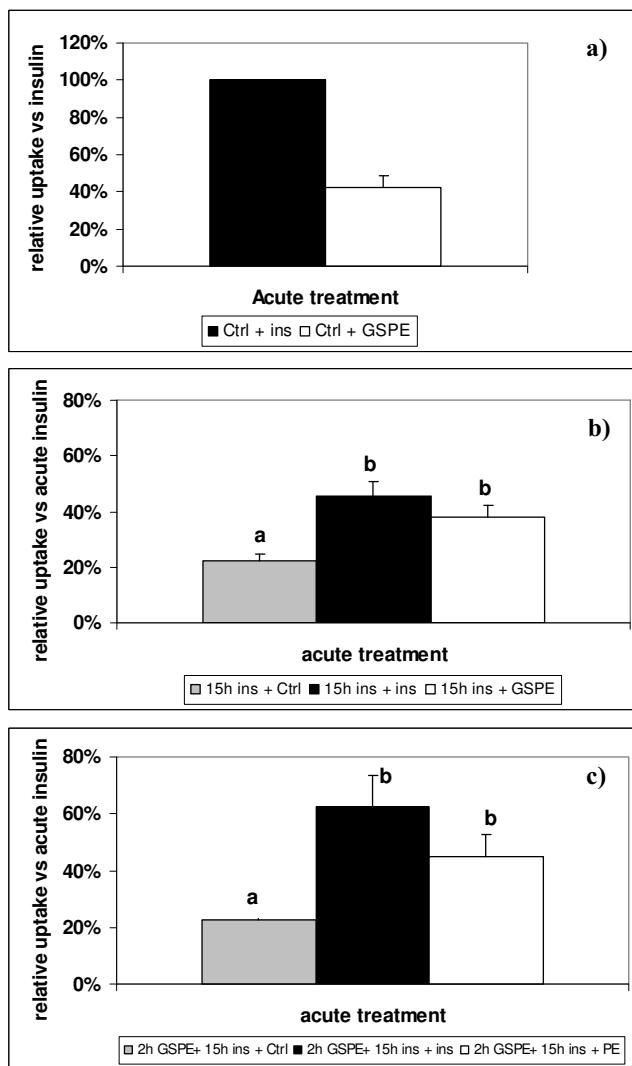 a)
relative uptake vs insulin
120%
100%
80%
60%
40%
20%
0%
Acute treatment
Ctrl + ins Ctrl + GSPE
b)
relative uptake vs acute insulin
80%
60%
40%
20%
0%
a
b
b
acute treatment
15h ins + Ctrl 15h ins + ins 15h ins + GSPE
c)
relative uptake vs acute insulin
80%
60%
40%
20%
0%
a
b
b
acute treatment
2h GSPE+ 15h ins + Ctrl 2h GSPE+ 15h ins + ins 2h GSPE+ 15h ins + PE